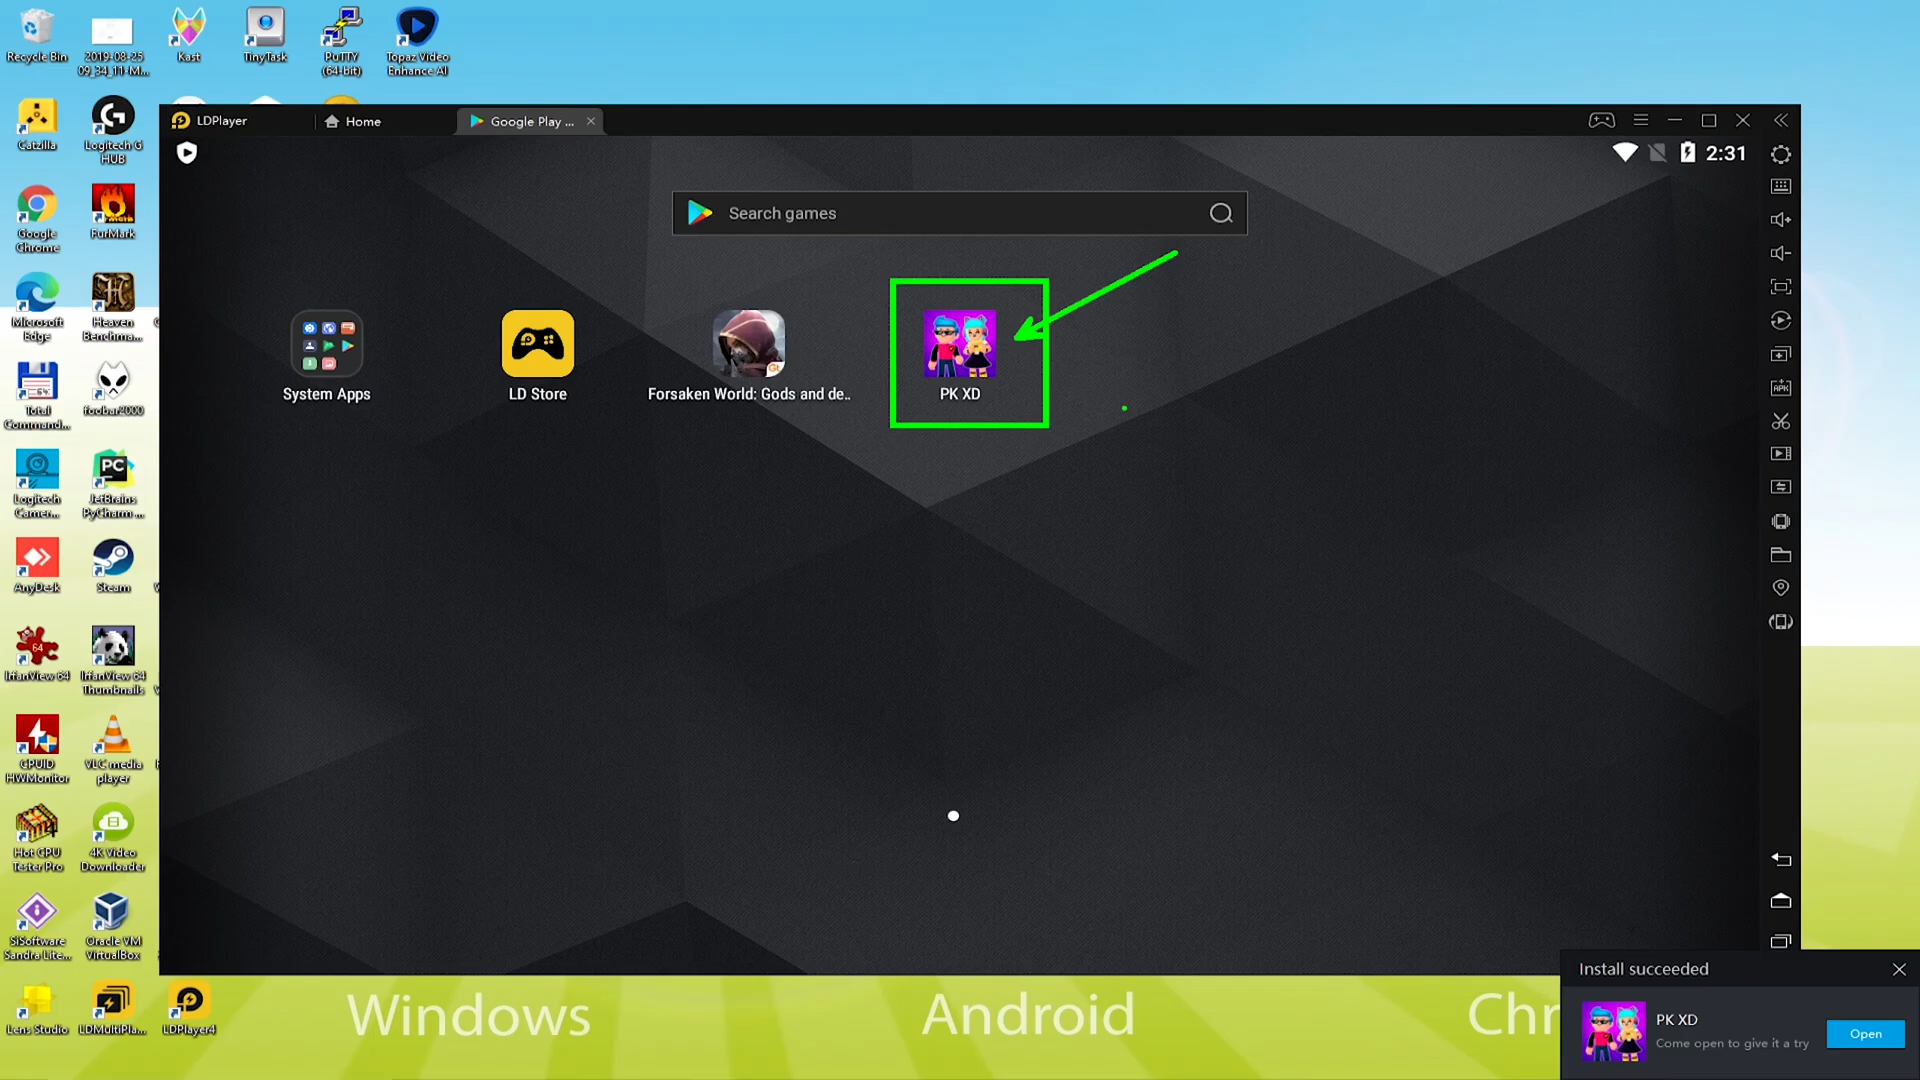 Recycle Bin
2019-08-25
09_34_11-M...
Kast
TinyTask
PuTTY
(64-bit)
Topaz Video
Enhance AI
Catzilla
Logitech G
HUB
Google
Chrome
FurMark
Microsoft
Edge
Heaven
Benchma...
Total
Command...
foobar2000
Logitech
Camer...
JetBrains
PyCharm ...
AnyDesk
Steam
IrfanView 64
IrfanView 64
Thumbnails
CPUID
HWMonitor
VLC media
player
Hot CPU
Tester Pro
4K Video
Downloader
SiSoftware
Sandra Lite...
Oracle VM
VirtualBox
Lens Studio
LDMultiPla...
LDPlayer4
LDPlayer
Home
Google Play ...
2:31
Search games
System Apps
LD Store
Forsaken World: Gods and de..
PK XD
Windows
Android
Chr
Install succeeded
PK XD
Come open to give it a try
Open